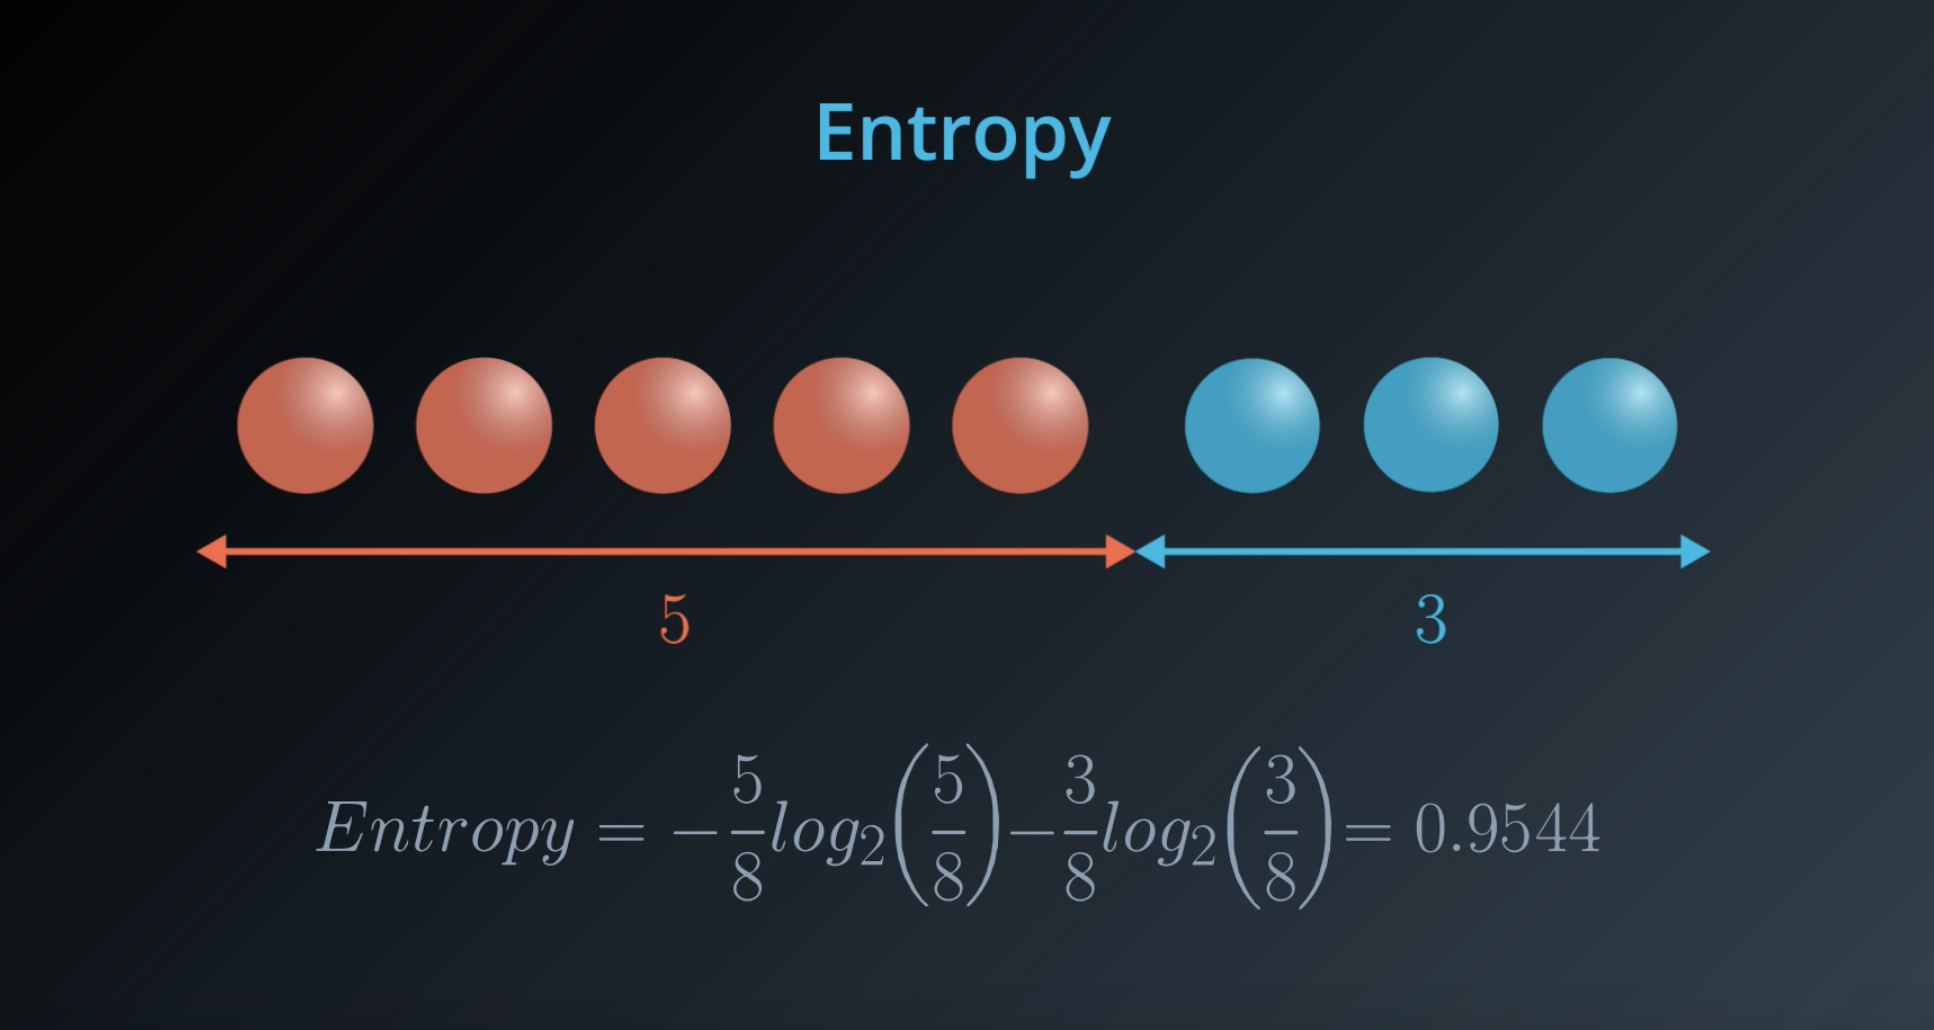 Entropy
5 3
Entropy = −5/8 log2(5/8) −3/8 log2(3/8) = 0.9544